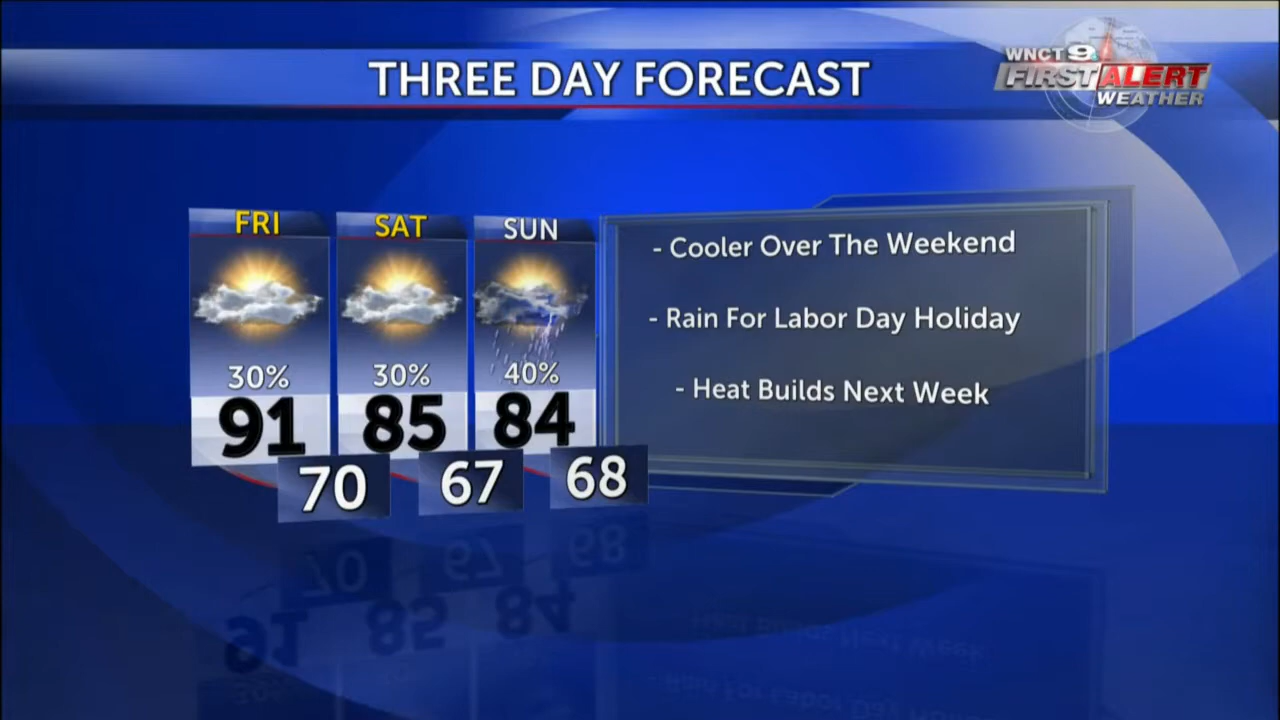 THREE DAY FORECAST
WNCT 9
FIRST ALERT
WEATHER
FRI
SAT
SUN
30%
30%
40%
91
85
84
70
67
68
- Cooler Over The Weekend
- Rain For Labor Day Holiday
- Heat Builds Next Week